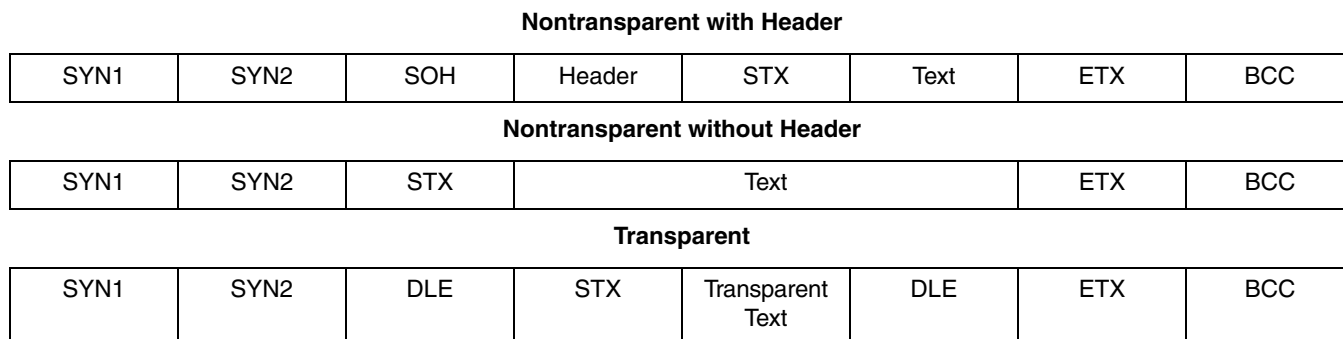 Nontransparent with Header
SYN1 SYN2 SOH Header STX Text ETX BCC
Nontransparent without Header
SYN1 SYN2 STX Text ETX BCC
Transparent
SYN1 SYN2 DLE STX Transparent DLE ETX BCC
Text